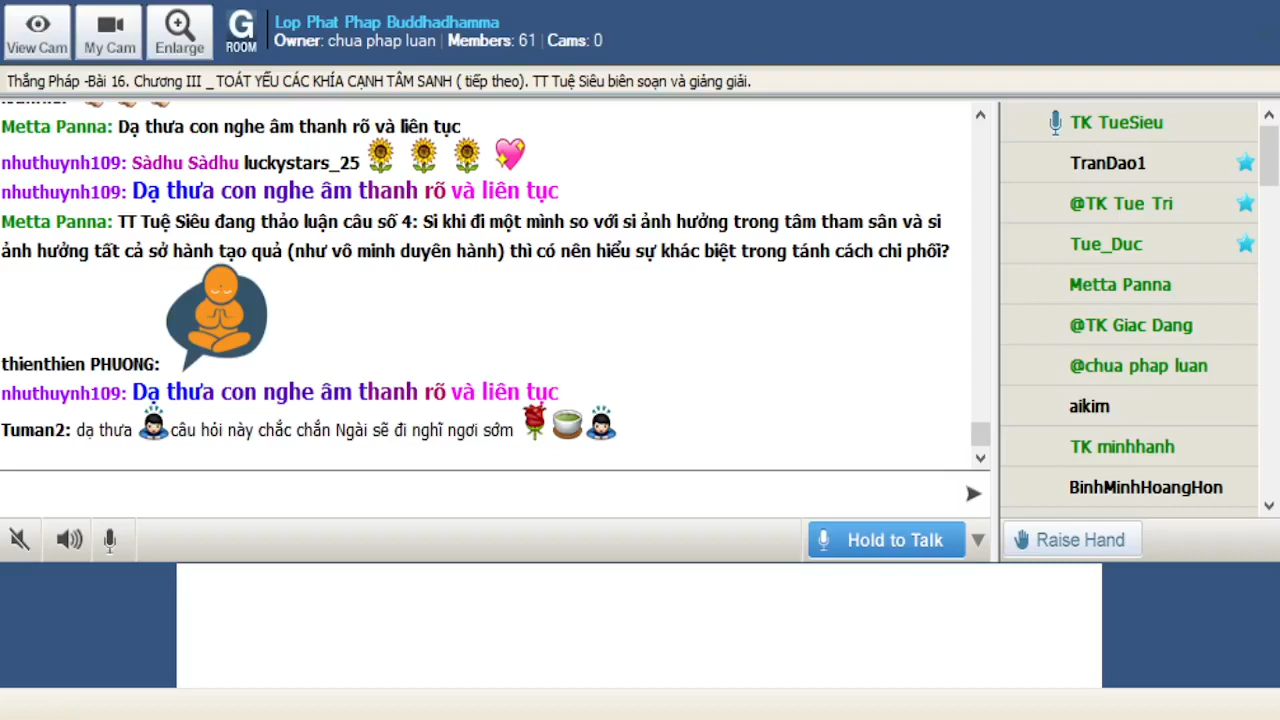 View Cam
My Cam
Enlarge
G
ROOM
Lop Phat Phap Buddhadhamma
Owner: chua phap luan | Members: 61 | Cams: 0
Thắng Pháp -Bài 16. Chương III _ TOÁT YẾU CÁC KHÍA CẠNH TÂM SANH ( tiếp theo). TT Tuệ Siêu biên soạn và giảng giải.
Metta Panna: Dạ thưa con nghe âm thanh rõ và liên tục
nhuthuynh109: Sàdhu Sàdhu luckystars_25
nhuthuynh109: Dạ thưa con nghe âm thanh rõ và liên tục
Metta Panna: TT Tuệ Siêu đang thảo luận câu số 4: Si khi đi một mình so với si ảnh hưởng trong tâm tham sân và si
ảnh hưởng tất cả sở hành tạo quả (như vô minh duyên hành) thì có nên hiểu sự khác biệt trong tánh cách chi phối?
thienthien PHUONG:
nhuthuynh109: Dạ thưa con nghe âm thanh rõ và liên tục
Tuman2: dạ thưa câu hỏi này chắc chắn Ngài sẽ đi nghĩ ngơi sớm
Hold to Talk
TK TueSieu
TranDao1
@TK Tue Tri
Tue_Duc
Metta Panna
@TK Giac Dang
@chua phap luan
aikim
TK minhhanh
BinhMinhHoangHon
Raise Hand